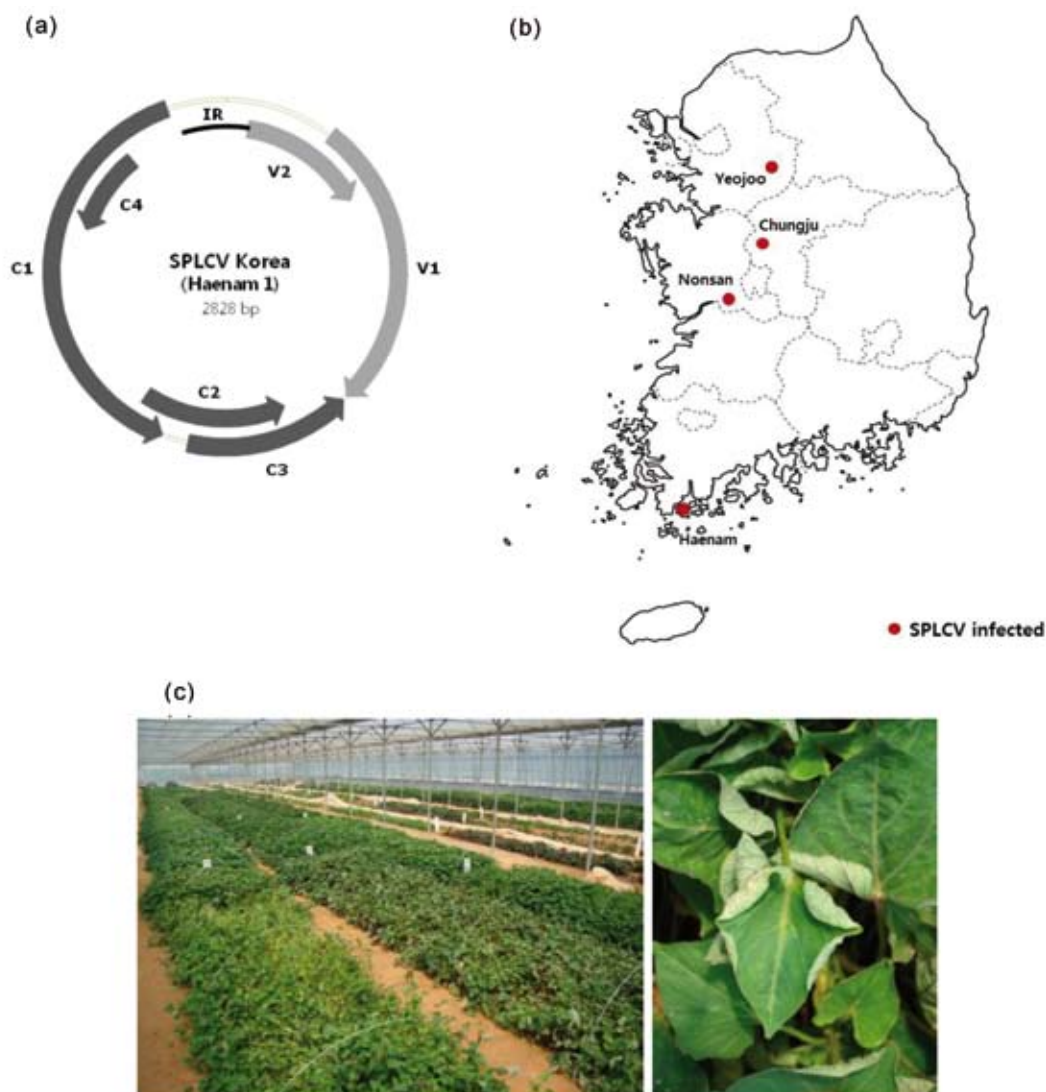 (a)
IR
V2
C4
C1
SPLCV Korea
(Haenam 1)
2828 bp
V1
C2
C3
(b)
Yeojoo
Chungju
Nonsan
Haenam
SPLCV infected
(c)